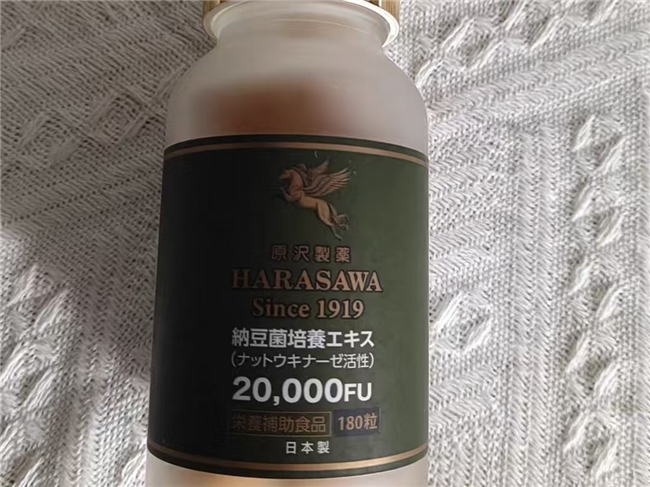 原沢製薬
HARASAWA
Since 1919
納豆菌培養エキス
(ナットウキナーゼ活性)
20,000FU
栄養補助食品 180粒
日本製